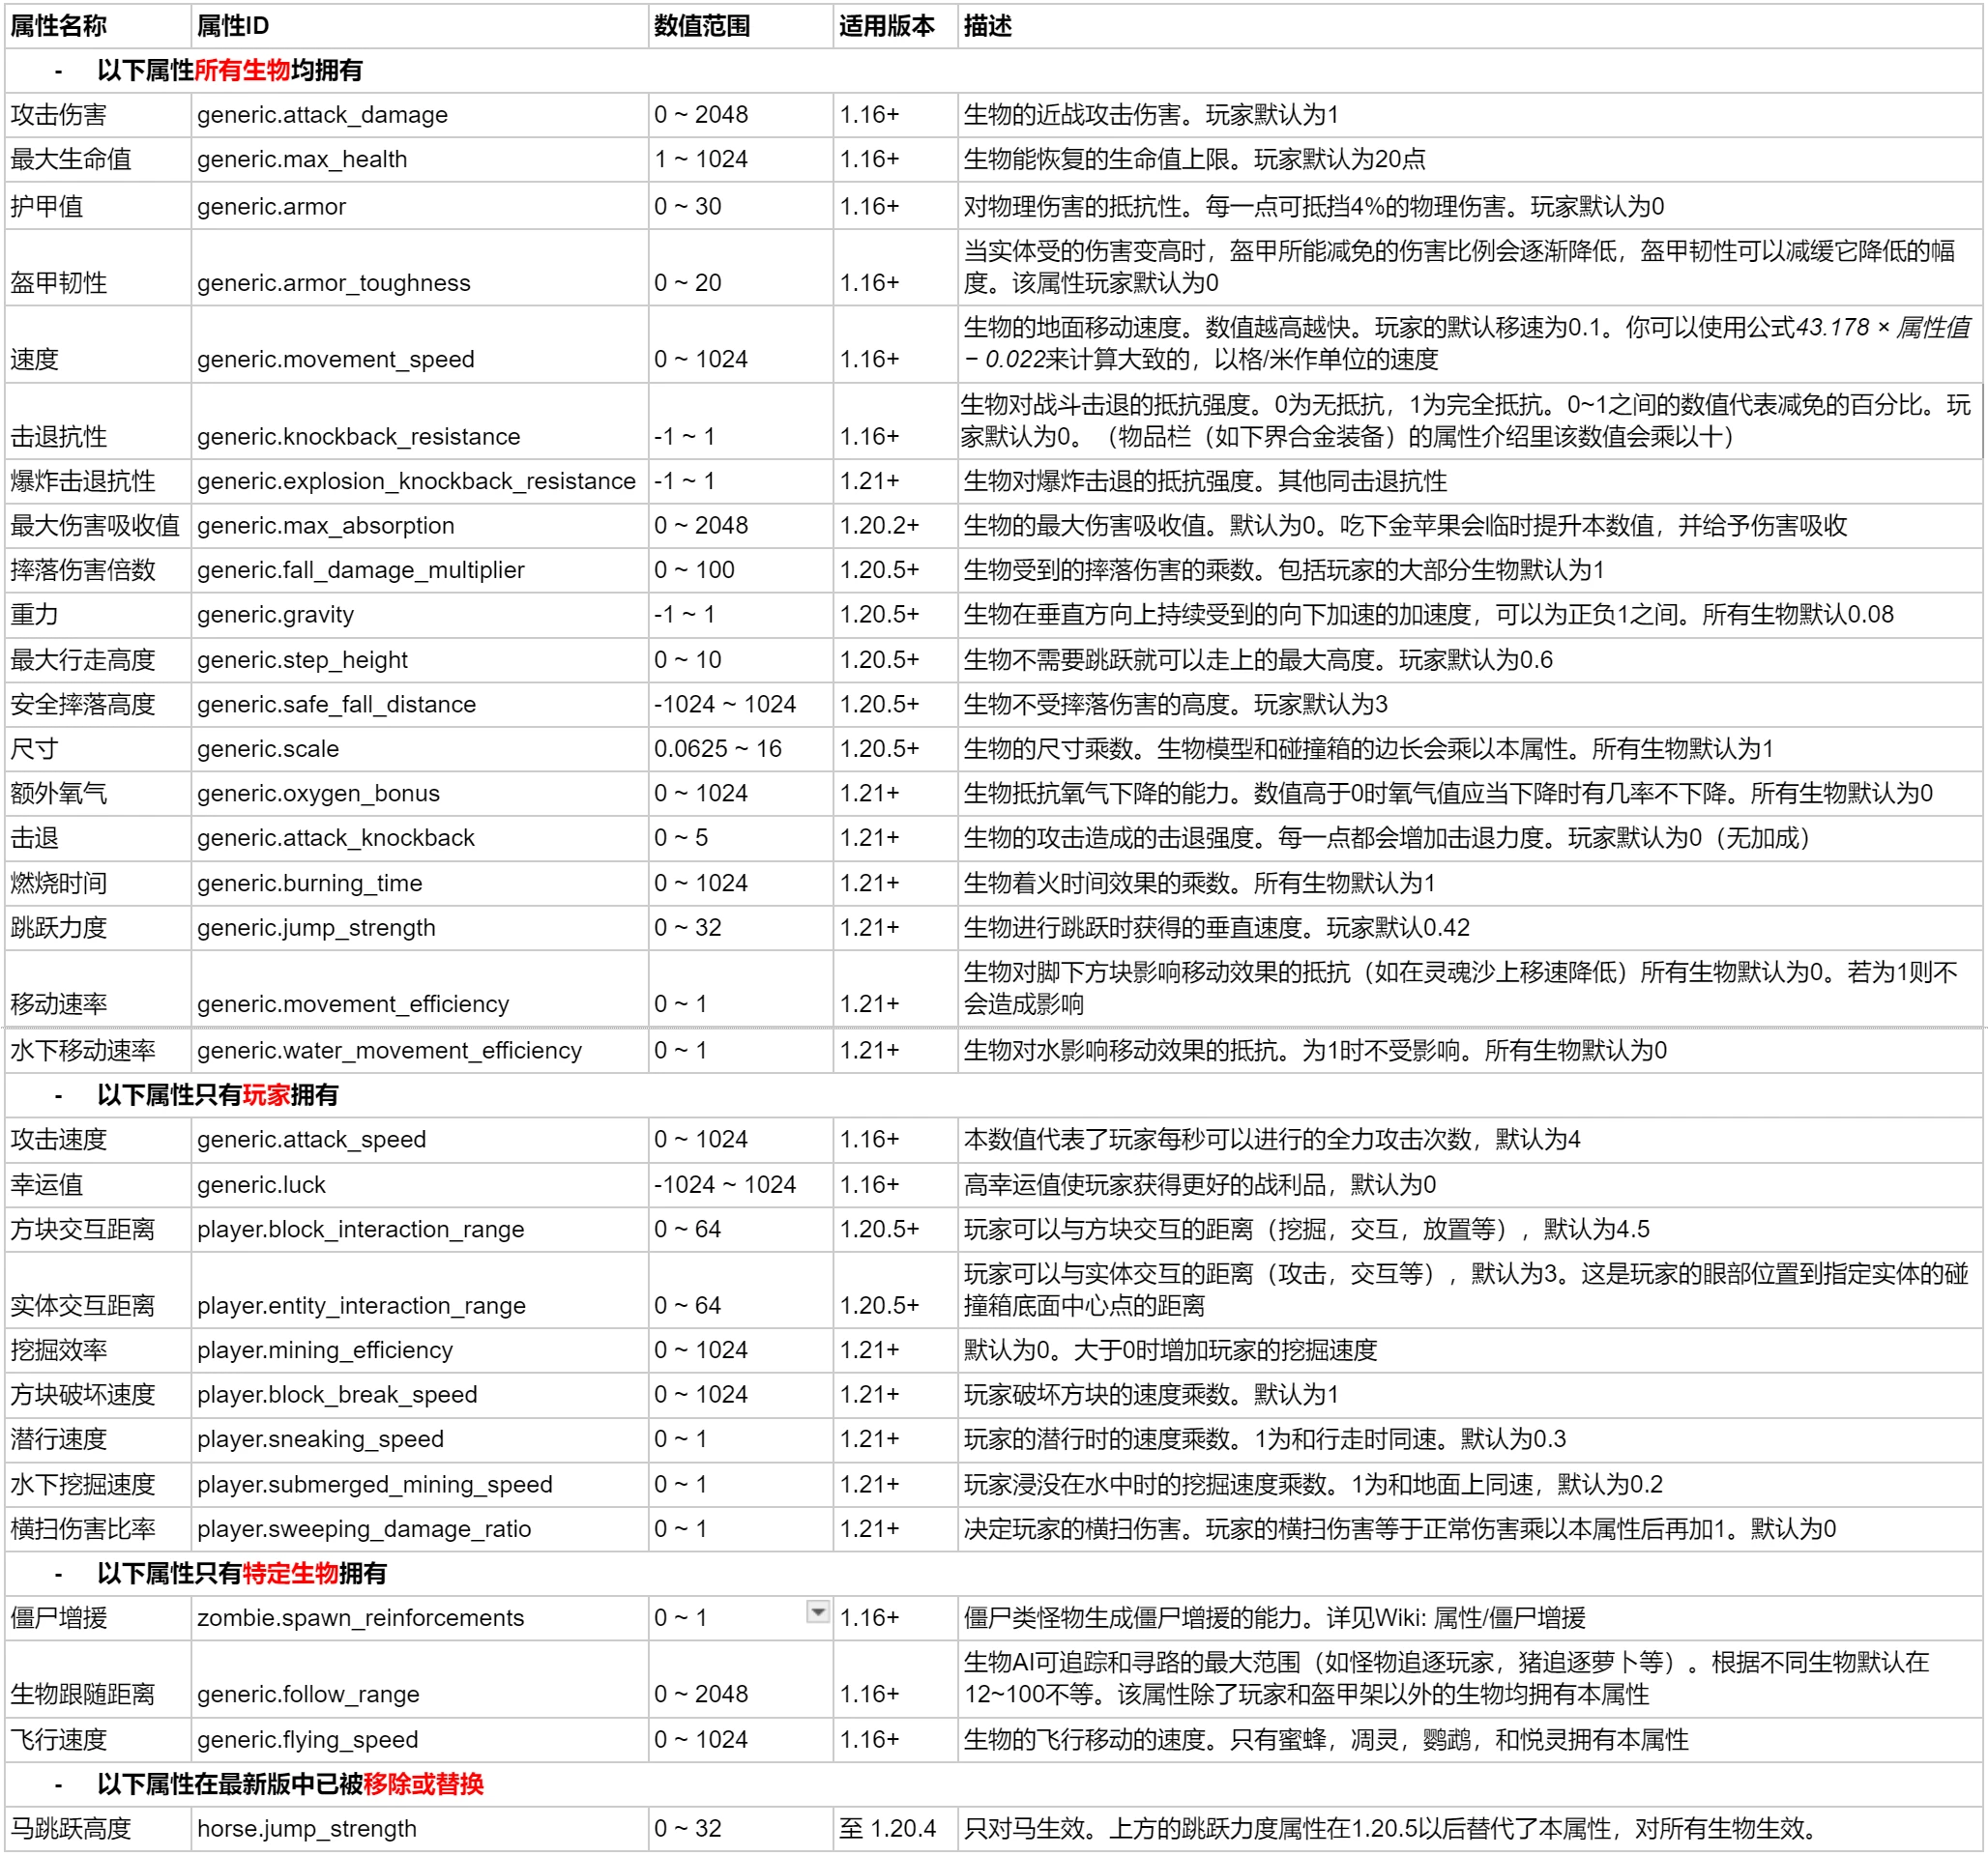 属性名称 属性ID 数值范围 适用版本 描述
- 以下属性所有生物均拥有
攻击伤害 generic.attack_damage 0 ~ 2048 1.16+ 生物的近战攻击伤害。玩家默认为1
最大生命值 generic.max_health 1 ~ 1024 1.16+ 生物能恢复的生命值上限。玩家默认为20点
护甲值 generic.armor 0 ~ 30 1.16+ 对物理伤害的抵抗性。每一点可抵挡4%的物理伤害。玩家默认为0
当实体受的伤害变高时，盔甲所能减免的伤害比例会逐渐降低，盔甲韧性可以减缓它降低的幅
盔甲韧性 generic.armor_toughness 0 ~ 20 1.16+ 度。该属性玩家默认为0
生物的地面移动速度。数值越高越快。玩家的默认移速为0.1。你可以使用公式43.178 × 属性值
速度 generic.movement_speed 0 ~ 1024 1.16+ − 0.022来计算大致的，以格/米作单位的速度
生物对战斗击退的抵抗强度。0为无抵抗，1为完全抵抗。0~1之间的数值代表减免的百分比。玩
击退抗性 generic.knockback_resistance -1 ~ 1 1.16+ 家默认为0。（物品栏（如下界合金装备）的属性介绍里该数值会乘以十）
爆炸击退抗性 generic.explosion_knockback_resistance -1 ~ 1 1.21+ 生物对爆炸击退的抵抗强度。其他同击退抗性
最大伤害吸收值 generic.max_absorption 0 ~ 2048 1.20.2+ 生物的最大伤害吸收值。默认为0。吃下金苹果会临时提升本数值，并给予伤害吸收
摔落伤害倍数 generic.fall_damage_multiplier 0 ~ 100 1.20.5+ 生物受到的摔落伤害的乘数。包括玩家的大部分生物默认为1
重力 generic.gravity -1 ~ 1 1.20.5+ 生物在垂直方向上持续受到的向下加速的加速度，可以为正负1之间。所有生物默认0.08
最大行走高度 generic.step_height 0 ~ 10 1.20.5+ 生物不需要跳跃就可以走上的最大高度。玩家默认为0.6
安全摔落高度 generic.safe_fall_distance -1024 ~ 1024 1.20.5+ 生物不受摔落伤害的高度。玩家默认为3
尺寸 generic.scale 0.0625 ~ 16 1.20.5+ 生物的尺寸乘数。生物模型和碰撞箱的边长会乘以本属性。所有生物默认为1
额外氧气 generic.oxygen_bonus 0 ~ 1024 1.21+ 生物抵抗氧气下降的能力。数值高于0时氧气值应当下降时有几率不下降。所有生物默认为0
击退 generic.attack_knockback 0 ~ 5 1.21+ 生物的攻击造成的击退强度。每一点都会增加击退力度。玩家默认为0（无加成）
燃烧时间 generic.burning_time 0 ~ 1024 1.21+ 生物着火时间效果的乘数。所有生物默认为1
跳跃力度 generic.jump_strength 0 ~ 32 1.21+ 生物进行跳跃时获得的垂直速度。玩家默认0.42
生物对脚下方块影响移动效果的抵抗（如在灵魂沙上移速降低）所有生物默认为0。若为1则不
移动速率 generic.movement_efficiency 0 ~ 1 1.21+ 会造成影响
水下移动速率 generic.water_movement_efficiency 0 ~ 1 1.21+ 生物对水影响移动效果的抵抗。为1时不受影响。所有生物默认为0
- 以下属性只有玩家拥有
攻击速度 generic.attack_speed 0 ~ 1024 1.16+ 本数值代表了玩家每秒可以进行的全力攻击次数，默认为4
幸运值 generic.luck -1024 ~ 1024 1.16+ 高幸运值使玩家获得更好的战利品，默认为0
方块交互距离 player.block_interaction_range 0 ~ 64 1.20.5+ 玩家可以与方块交互的距离（挖掘，交互，放置等），默认为4.5
玩家可以与实体交互的距离（攻击，交互等），默认为3。这是玩家的眼部位置到指定实体的碰
实体交互距离 player.entity_interaction_range 0 ~ 64 1.20.5+ 撞箱底面中心点的距离
挖掘效率 player.mining_efficiency 0 ~ 1024 1.21+ 默认为0。大于0时增加玩家的挖掘速度
方块破坏速度 player.block_break_speed 0 ~ 1024 1.21+ 玩家破坏方块的速度乘数。默认为1
潜行速度 player.sneaking_speed 0 ~ 1 1.21+ 玩家的潜行时的速度乘数。1为和行走时同速。默认为0.3
水下挖掘速度 player.submerged_mining_speed 0 ~ 1 1.21+ 玩家浸没在水中时的挖掘速度乘数。1为和地面上同速，默认为0.2
横扫伤害比率 player.sweeping_damage_ratio 0 ~ 1 1.21+ 决定玩家的横扫伤害。玩家的横扫伤害等于正常伤害乘以本属性后再加1。默认为0
- 以下属性只有特定生物拥有
僵尸增援 zombie.spawn_reinforcements 0 ~ 1 1.16+ 僵尸类怪物生成僵尸增援的能力。详见Wiki: 属性/僵尸增援
生物AI可追踪和寻路的最大范围（如怪物追逐玩家，猪追逐萝卜等）。根据不同生物默认在
生物跟随距离 generic.follow_range 0 ~ 2048 1.16+ 12~100不等。该属性除了玩家和盔甲架以外的生物均拥有本属性
飞行速度 generic.flying_speed 0 ~ 1024 1.16+ 生物的飞行移动的速度。只有蜜蜂，凋灵，鹦鹉，和悦灵拥有本属性
- 以下属性在最新版中已被移除或替换
马跳跃高度 horse.jump_strength 0 ~ 32 至 1.20.4 只对马生效。上方的跳跃力度属性在1.20.5以后替代了本属性，对所有生物生效。